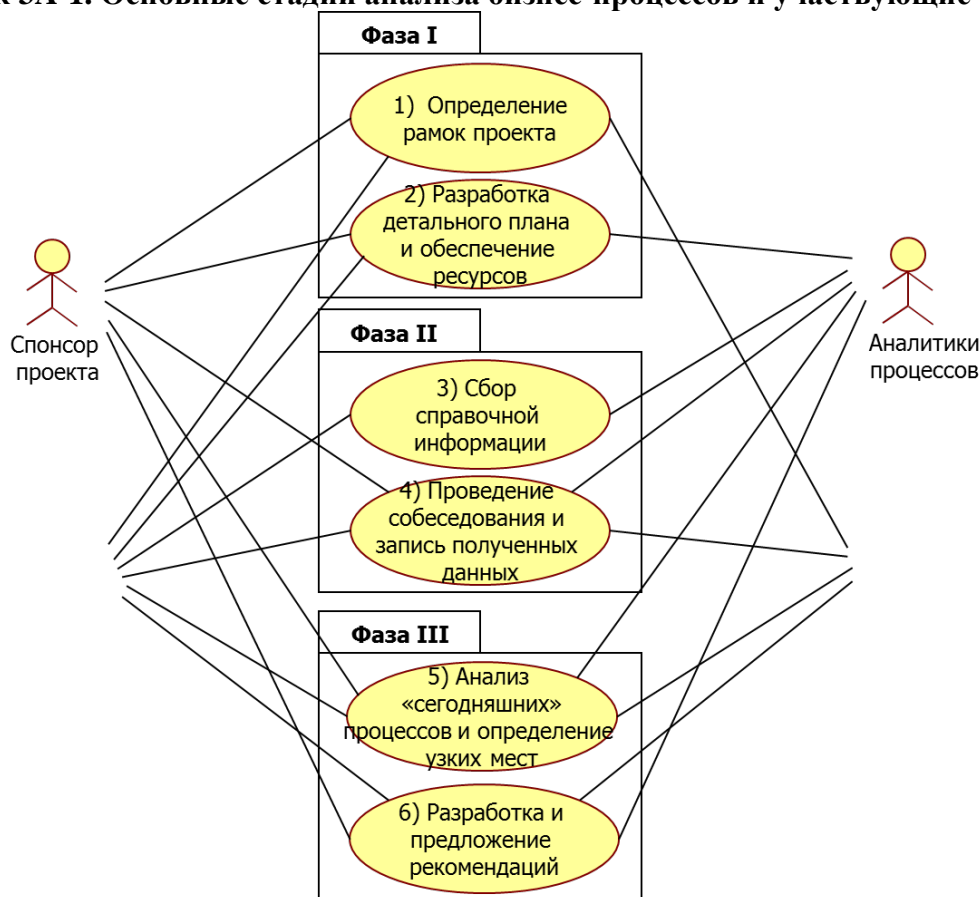 к 3А-1. Основные стадии анализа бизнес-процессов и участвующие
Фаза I
1) Определение
рамок проекта
2) Разработка
детального плана
и обеспечение
ресурсов
Спонсор
проекта
Аналитики
процессов
Фаза II
3) Сбор
справочной
информации
4) Проведение
собеседования и
запись полученных
данных
Фаза III
5) Анализ
«сегодняшних»
процессов и определение
узких мест
6) Разработка и
предложение
рекомендаций